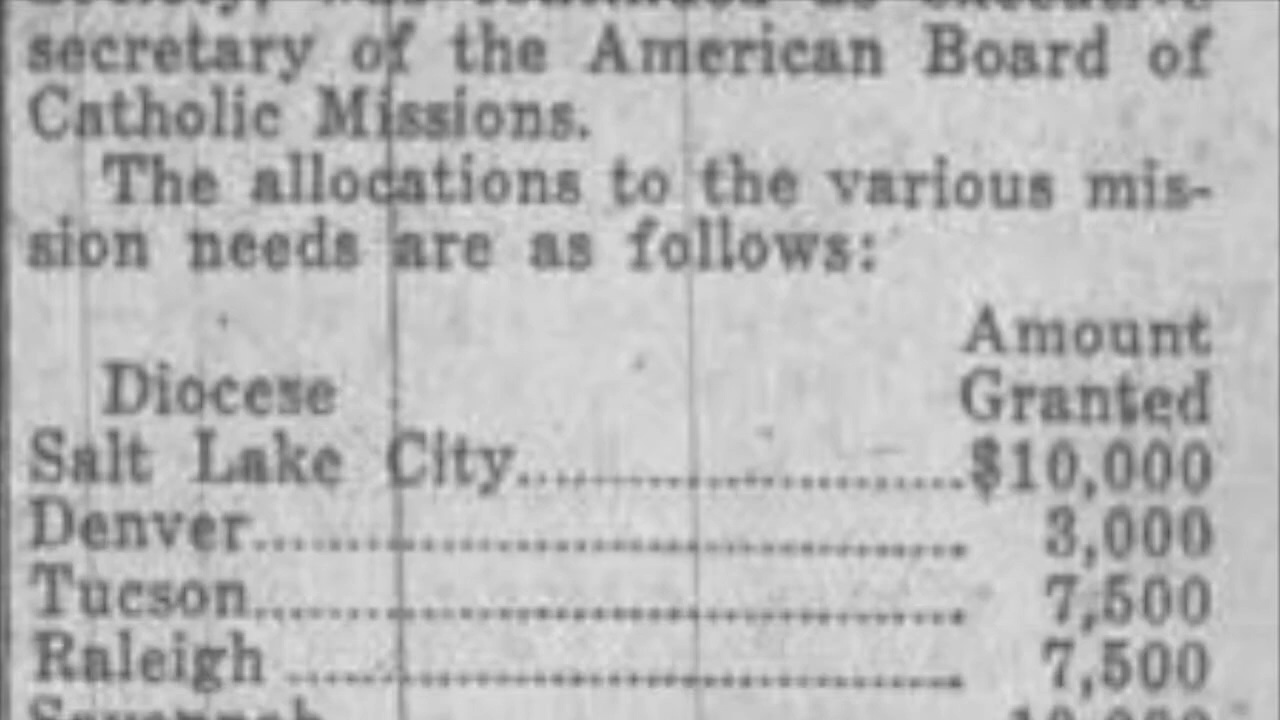 secretary of the American Board of
Catholic Missions.
The allocations to the various mis-
sion needs are as follows:
Amount
Diocese Granted
Salt Lake City..............................$10,000
Denver.............................................. 3,000
Tucson.............................................. 7,500
Raleigh ........................................... 7,500